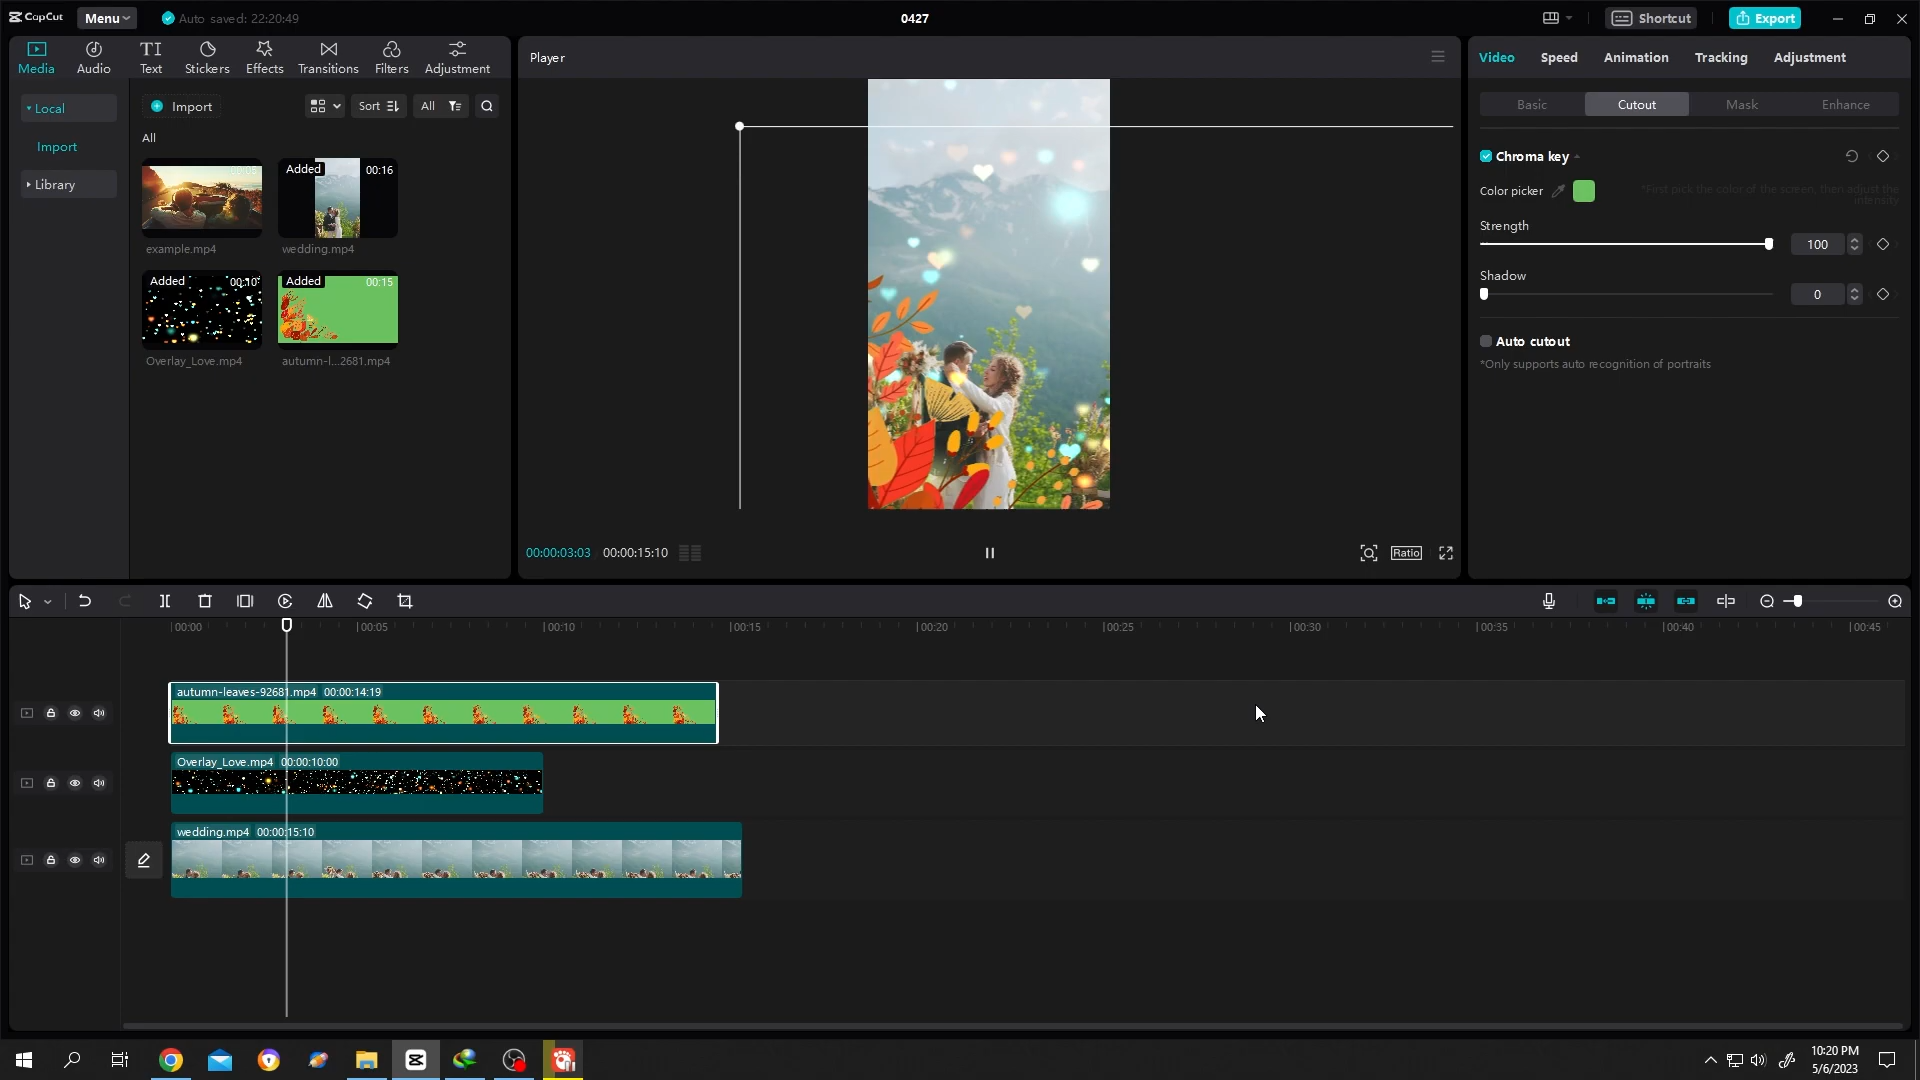 CapCut
Menu
Auto saved: 22:20:49
0427
Shortcut
Export
Media
Audio
Text
Stickers
Effects
Transitions
Filters
Adjustment
Local
Import
Library
Import
Sort
All
All
00:05
example.mp4
Added
00:16
wedding.mp4
Added
00:10
Overlay_Love.mp4
Added
00:15
autumn-l...2681.mp4
Player
00:00:03:03
00:00:15:10
Ratio
Video
Speed
Animation
Tracking
Adjustment
Basic
Cutout
Mask
Enhance
Chroma key
Color picker
*First pick the color of the screen, then adjust the
intensity
Strength
100
Shadow
0
Auto cutout
*Only supports auto recognition of portraits
00:00
00:05
00:10
00:15
00:20
00:25
00:30
00:35
00:40
00:45
autumn-leaves-92681.mp4 00:00:14:19
Overlay_Love.mp4 00:00:10:00
wedding.mp4 00:00:15:10
10:20 PM
5/6/2023